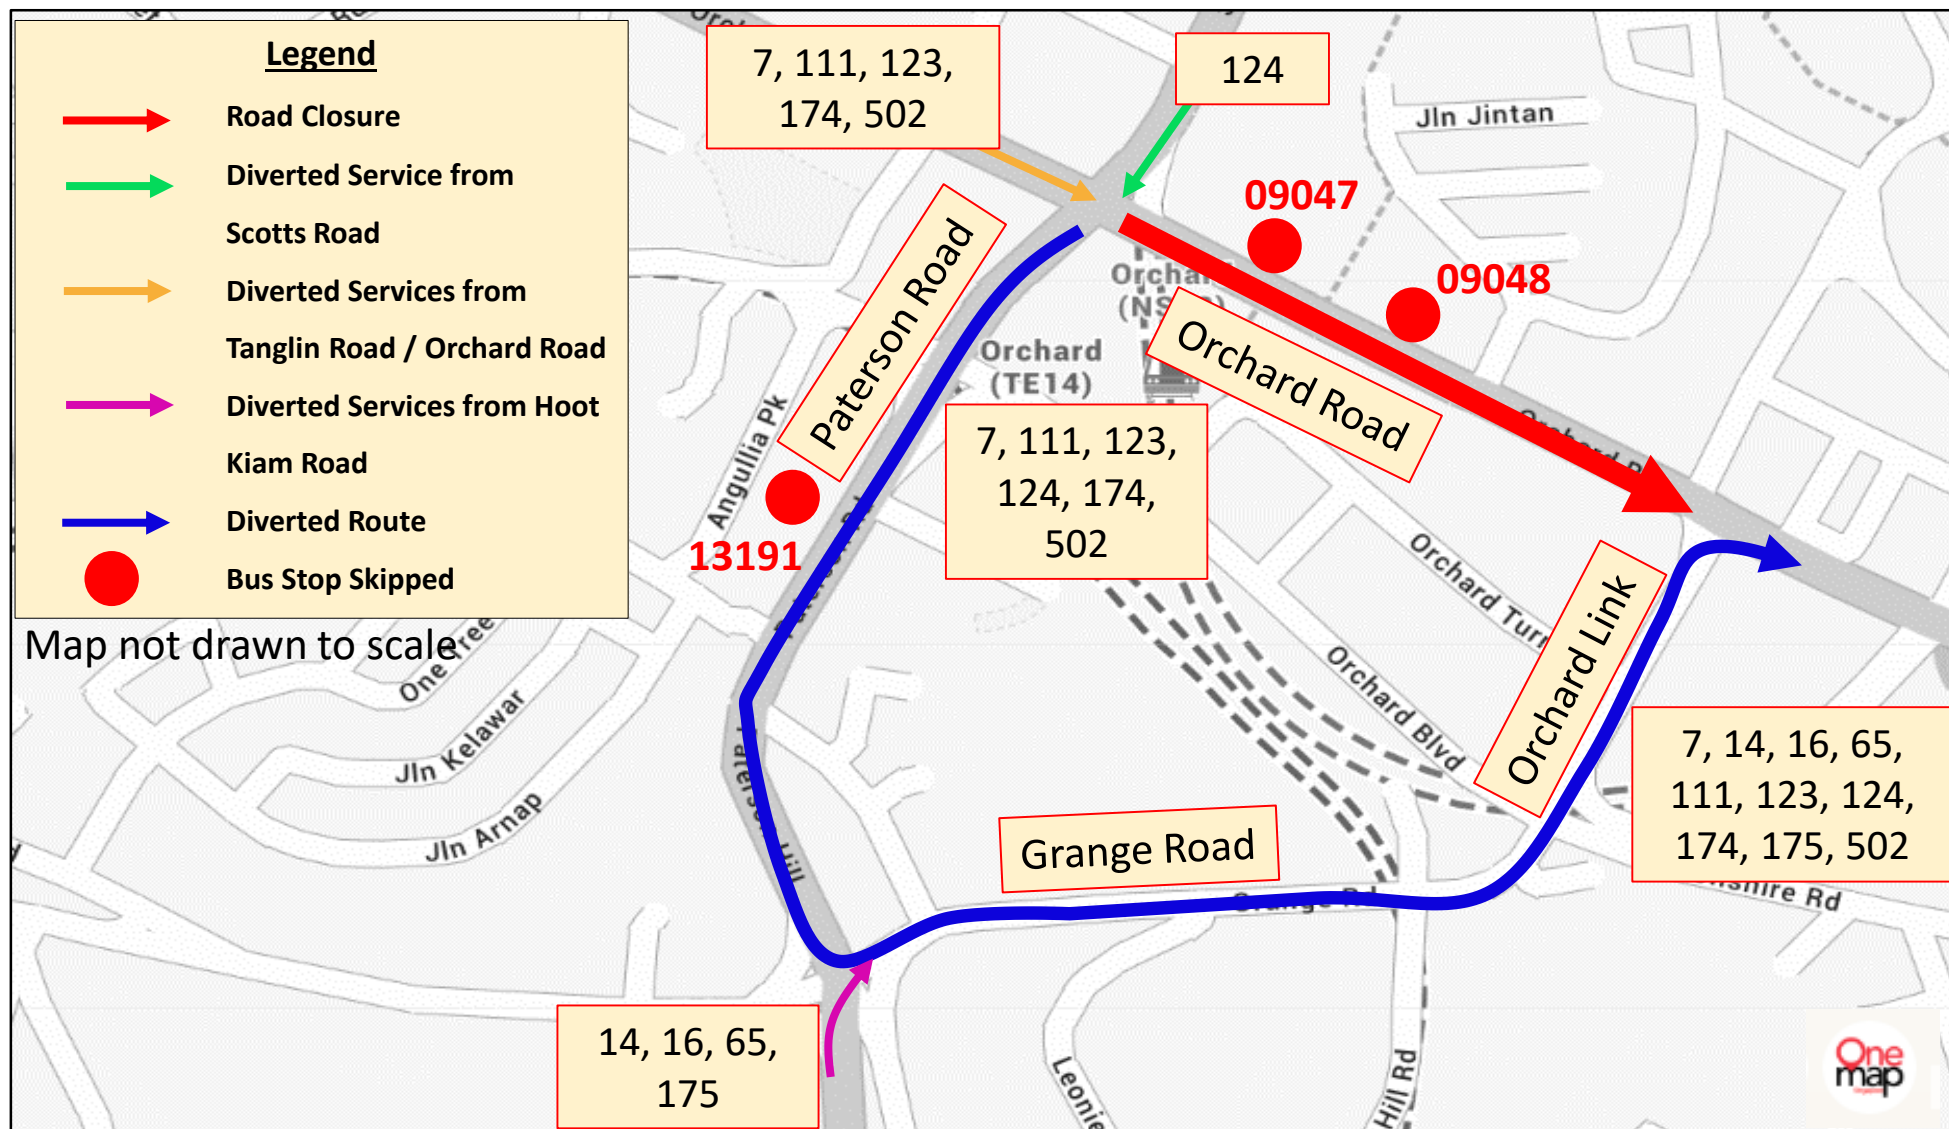 Legend
Road Closure
Diverted Service from
Scotts Road
Diverted Services from
Tanglin Road / Orchard Road
Diverted Services from Hoot
Kiam Road
Diverted Route
Bus Stop Skipped
Map not drawn to scale
7, 111, 123,
174, 502
124
Jln Jintan
09047
09048
Paterson Road
Orchard
(TE14)
Orchard Road
Angullia Pk
13191
7, 111, 123,
124, 174,
502
Orchard Turn
Orchard Blvd
Orchard Link
One Tree
Jln Kelawar
Jln Arnap
Grange Road
Grange Rd
7, 14, 16, 65,
111, 123, 124,
174, 175, 502
14, 16, 65,
175
Leonie
Hill Rd
One
map